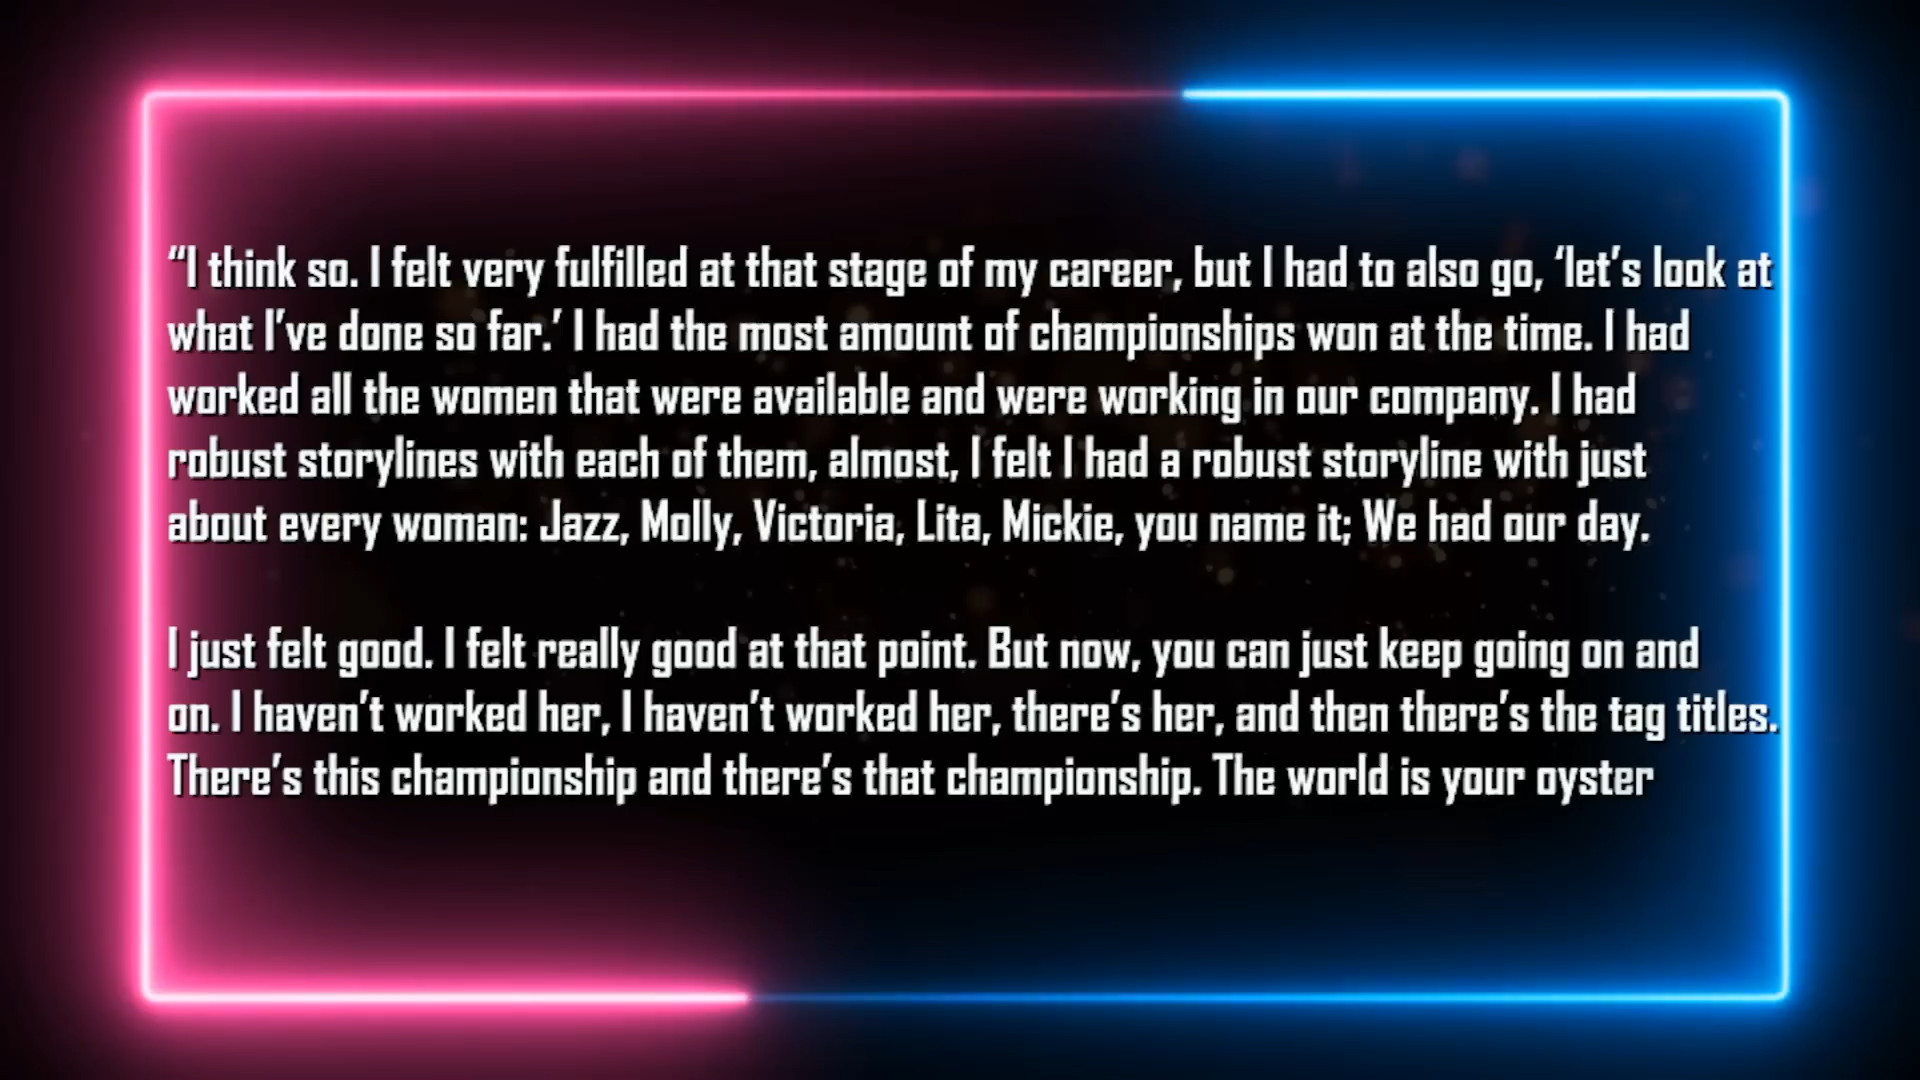 “I think so. I felt very fulfilled at that stage of my career, but I had to also go, ‘let’s look at
what I’ve done so far.’ I had the most amount of championships won at the time. I had
worked all the women that were available and were working in our company. I had
robust storylines with each of them, almost, I felt I had a robust storyline with just
about every woman: Jazz, Molly, Victoria, Lita, Mickie, you name it; We had our day.
I just felt good. I felt really good at that point. But now, you can just keep going on and
on. I haven’t worked her, I haven’t worked her, there’s her, and then there’s the tag titles.
There’s this championship and there’s that championship. The world is your oyster